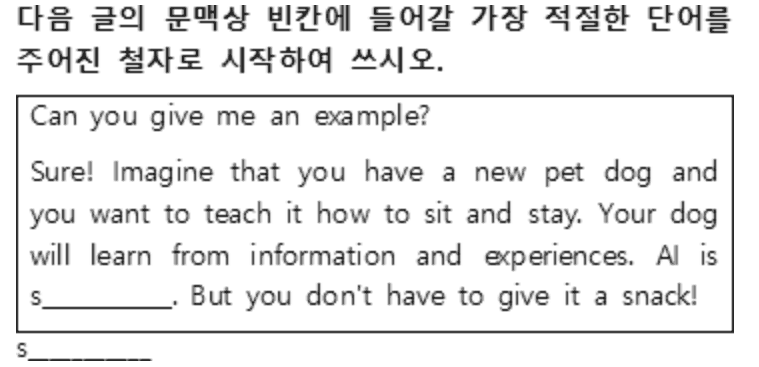 다음 글의 문맥상 빈칸에 들어갈 가장 적절한 단어를
주어진 철자로 시작하여 쓰시오.
Can you give me an example?
Sure! Imagine that you have a new pet dog and
you want to teach it how to sit and stay. Your dog
will learn from information and experiences. AI is
s__________. But you don't have to give it a snack!
s__________